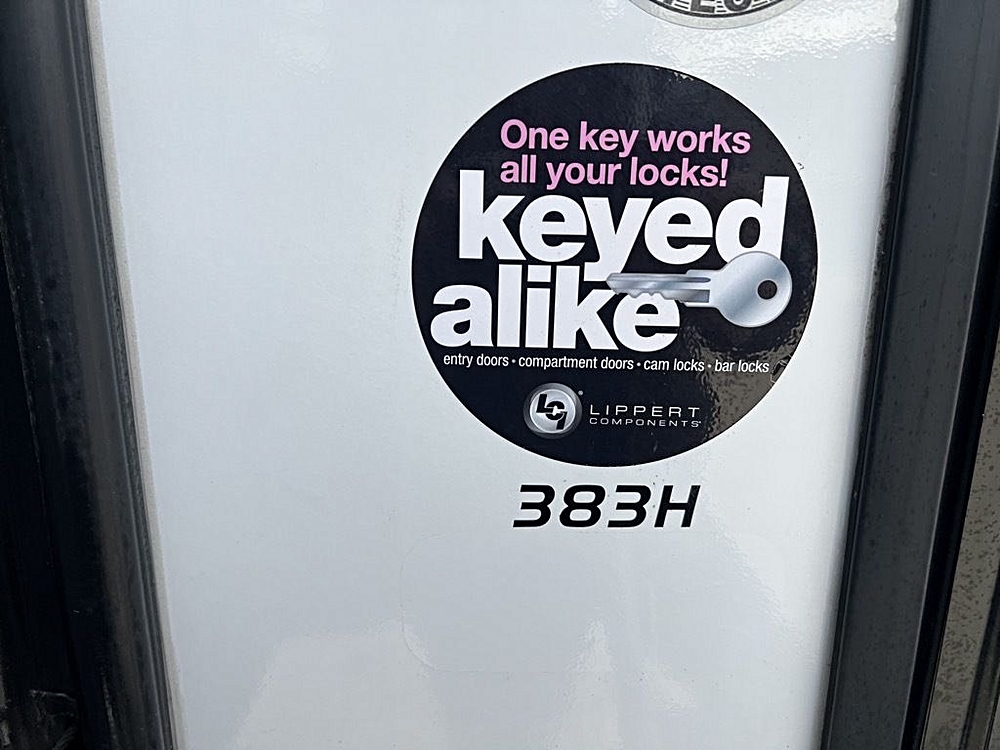 One key works
all your locks!
keyed
alike
entry doors • compartment doors • cam locks • bar locks
LCI® LIPPERT
COMPONENTS®
383H